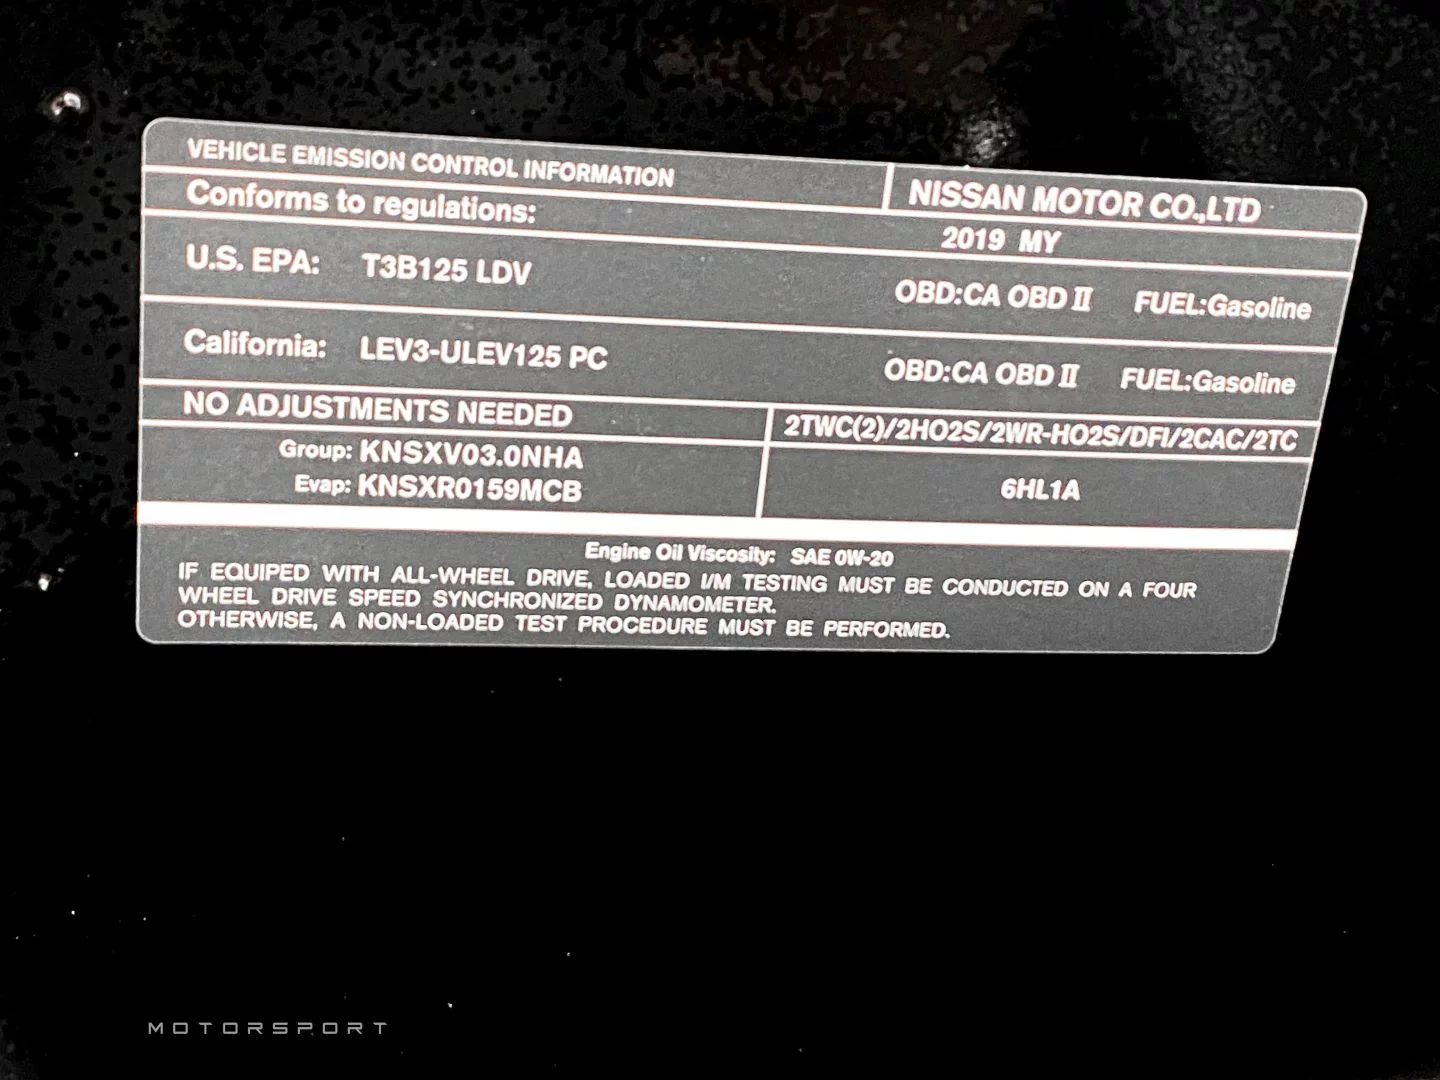 VEHICLE EMISSION CONTROL INFORMATION
NISSAN MOTOR CO.,LTD
Conforms to regulations:
2019 MY
U.S. EPA: T3B125 LDV OBD:CA OBD II FUEL:Gasoline
California: LEV3-ULEV125 PC OBD:CA OBD II FUEL:Gasoline
NO ADJUSTMENTS NEEDED
2TWC(2)/2HO2S/2WR-HO2S/DFI/2CAC/2TC
Group: KNSXV03.0NHA
Evap: KNSXR0159MCB
6HL1A
Engine Oil Viscosity: SAE 0W-20
IF EQUIPED WITH ALL-WHEEL DRIVE, LOADED I/M TESTING MUST BE CONDUCTED ON A FOUR
WHEEL DRIVE SPEED SYNCHRONIZED DYNAMOMETER.
OTHERWISE, A NON-LOADED TEST PROCEDURE MUST BE PERFORMED.
MOTORSPORT